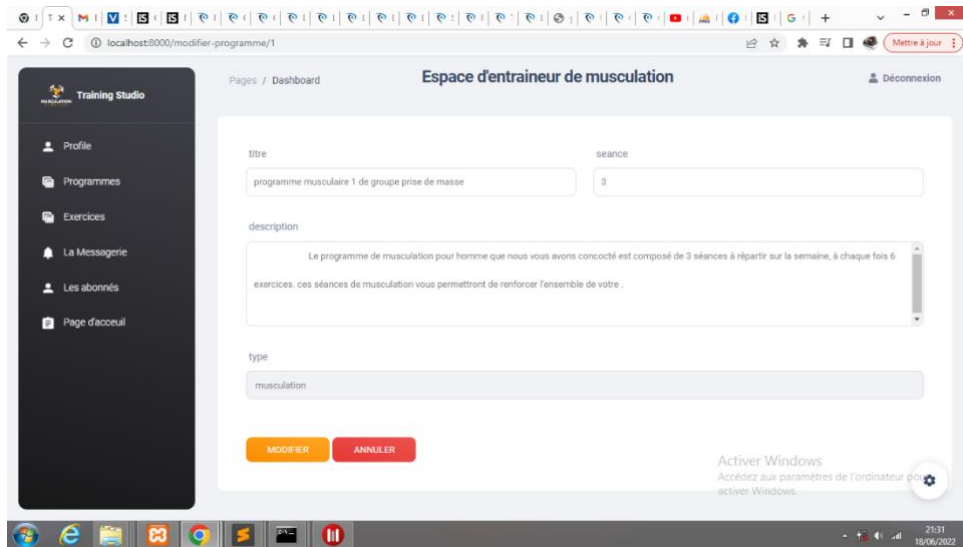 localhost:8000/modifier-programme/1
Mettre à jour
MUSCULATION
Training Studio
Pages / Dashboard
Espace d'entraineur de musculation
Déconnexion
Profile
Programmes
Exercices
La Messagerie
Les abonnés
Page d'acceuil
titre
seance
programme musculaire 1 de groupe prise de masse
3
description
Le programme de musculation pour homme que nous vous avons concocté est composé de 3 séances à répartir sur la semaine, à chaque fois 6
exercices. ces séances de musculation vous permettront de renforcer l'ensemble de votre .
type
musculation
MODIFIER
ANNULER
Activer Windows
Accédez aux paramètres de l'ordinateur pour
activer Windows.
21:31
18/06/2022